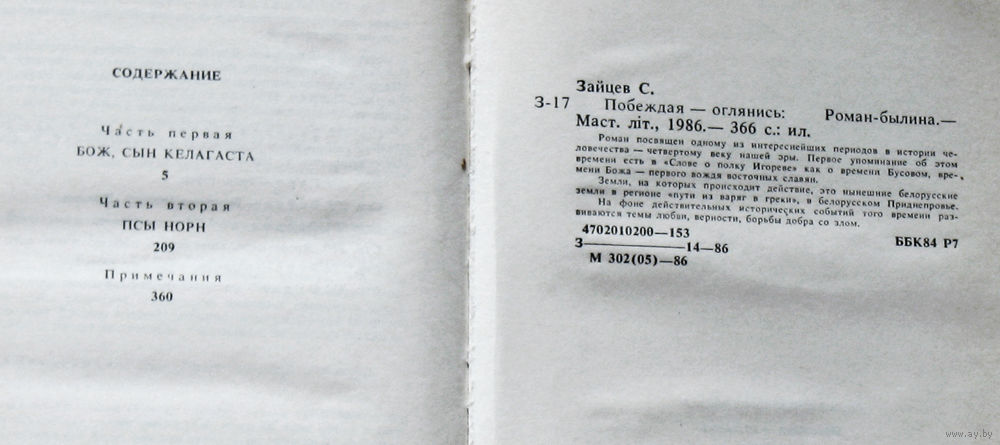 СОДЕРЖАНИЕ
Часть первая
БОЖ, СЫН КЕЛАГАСТА
5
Часть вторая
ПСЫ НОРН
209
Примечания
360
Зайцев С.
З-17 Побеждая — оглянись: Роман-былина.—
Маст. літ., 1986.— 366 с.: ил.
Роман посвящен одному из интереснейших периодов в истории че-
ловечества — четвертому веку нашей эры. Первое упоминание об этом
времени есть в «Слове о полку Игореве» как о времени Бусовом, вре-
мени Божа — первого вождя восточных славян.
Земли, на которых происходит действие, это нынешние белорусские
земли в регионе «пути из варяг в греки», в белорусском Приднепровье.
На фоне действительных исторических событий того времени раз-
виваются темы любви, верности, борьбы добра со злом.
4702010200—153
З————14—86
М 302(05)—86
ББК84 Р7
www.ay.by